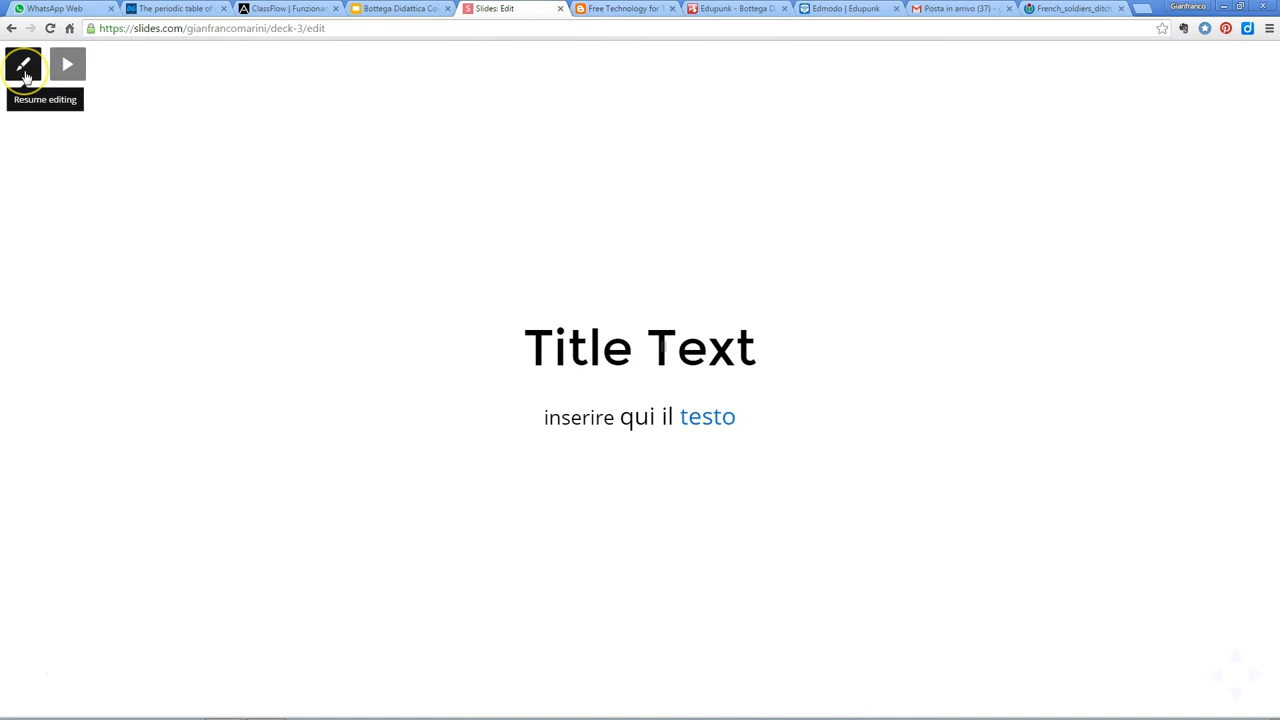 WhatsApp Web
The periodic table of
ClassFlow | Funziona
Bottega Didattica Co
Slides: Edit
Free Technology for T
Edupunk - Bottega Di
Edmodo | Edupunk
Posta in arrivo (37) - g
French_soldiers_ditch
Gianfranco
https://slides.com/gianfrancomarini/deck-3/edit
Resume editing
Title Text
inserire qui il testo